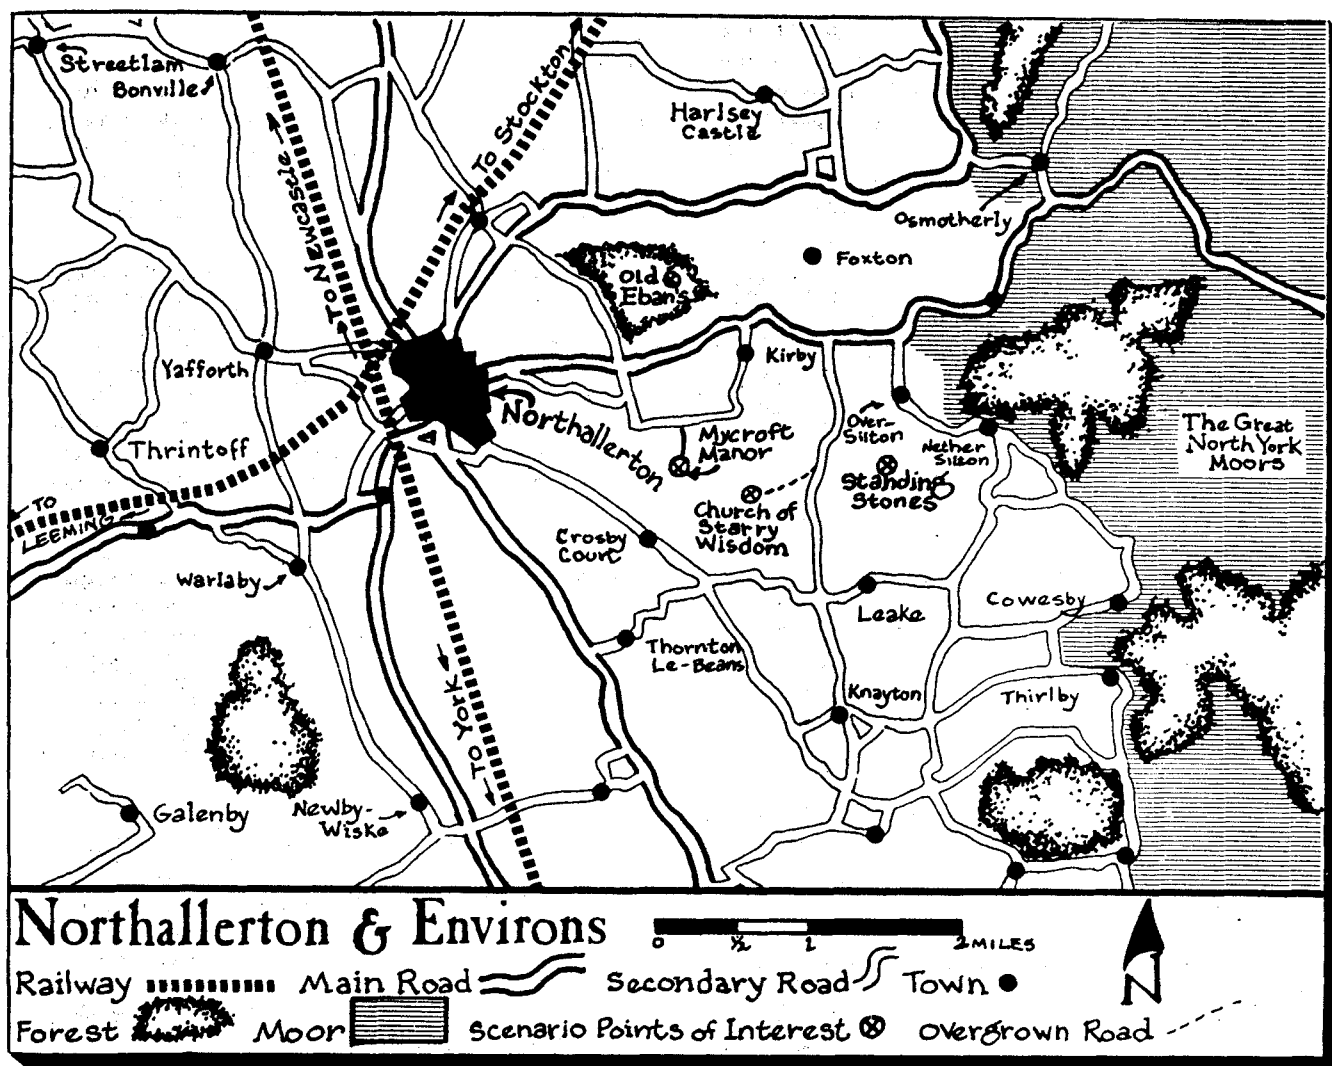 Streetlam
Bonville
To Newcastle
To Stockton
Harlsey
Castle
Osmotherly
Foxton
Old
Eban's
House
Yafforth
Kirby
Northallerton
Over-
Silton
Nether
Silton
The Great
North York
Moors
Mycroft
Manor
Thrintoff
Standing
Stones
To
Leeming
Church of
Starry
Wisdom
Crosby
Court
Warlaby
Leake
Cowesby
Thornton
Le-Beans
To York
Knayton
Thirlby
Galenby
Newby-
Wiske
Northallerton & Environs
0 ½ 1 2 MILES
Railway Main Road Secondary Road Town N
Forest Moor Scenario Points of Interest Overgrown Road